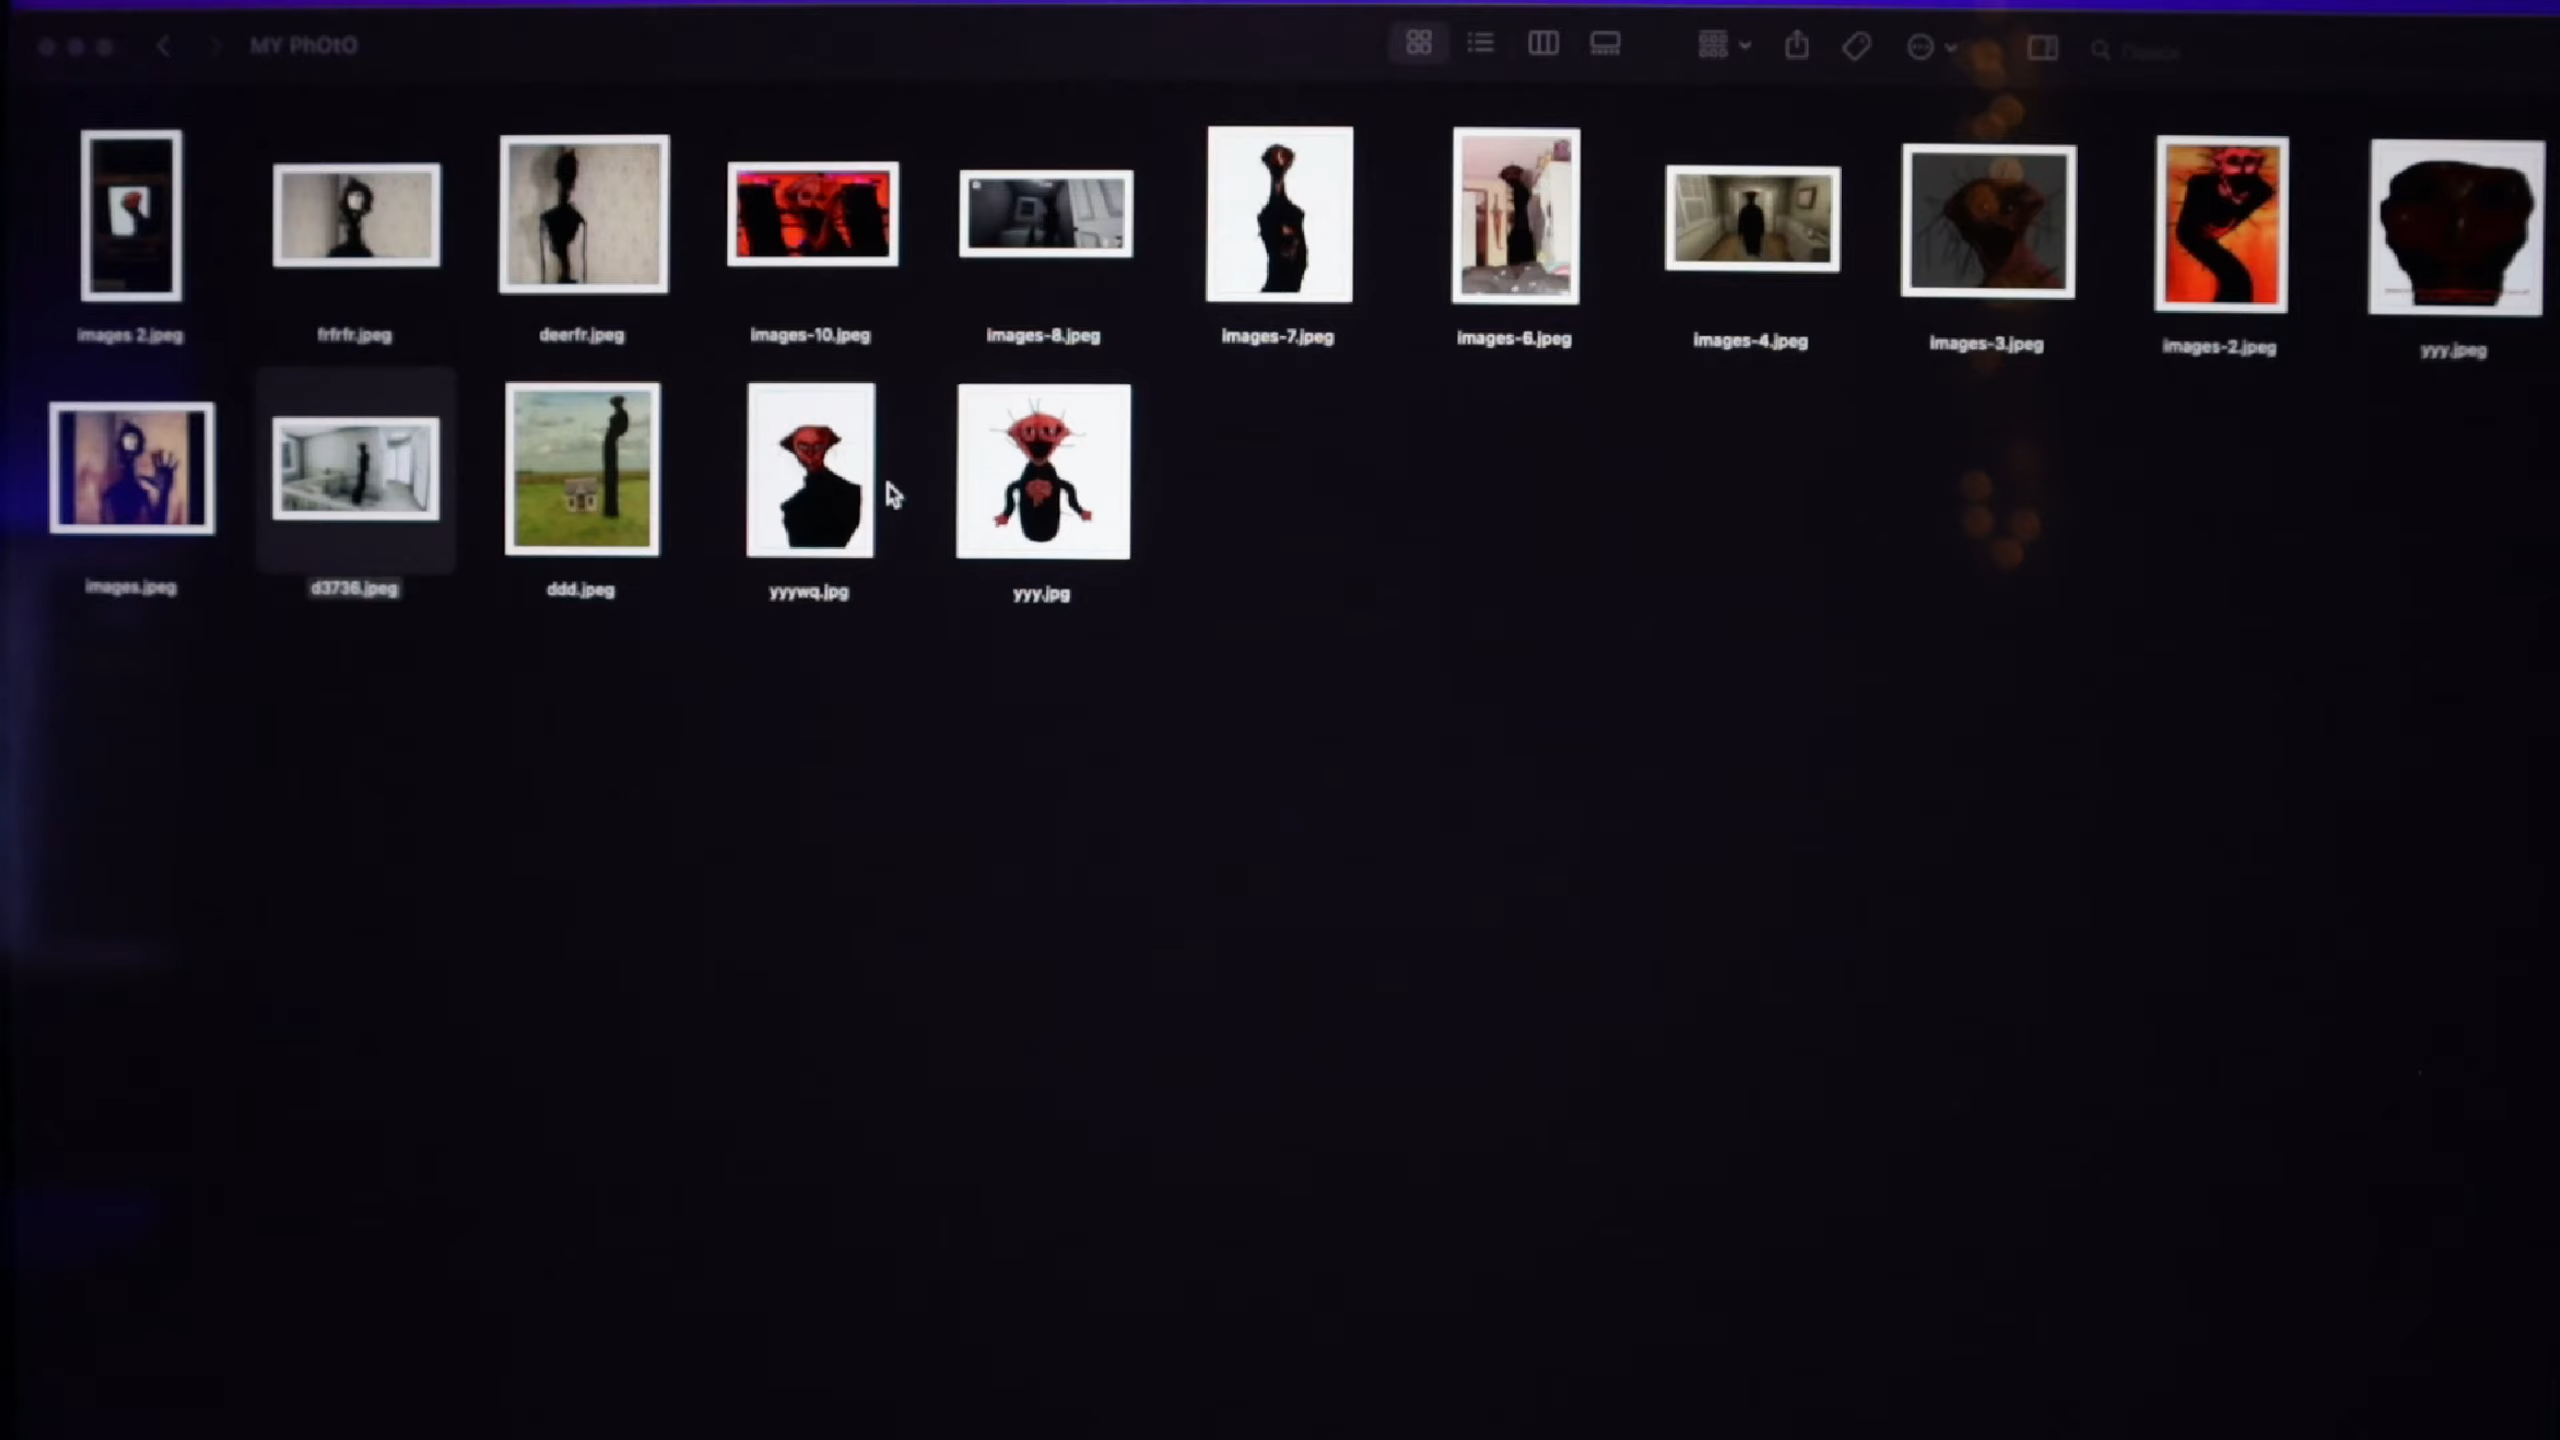 MY PhOtO
Поиск
images 2.jpeg
frfrfr.jpeg
deerfr.jpeg
images-10.jpeg
images-8.jpeg
images-7.jpeg
images-6.jpeg
images-4.jpeg
images-3.jpeg
images-2.jpeg
yyy.jpeg
images.jpeg
d3736.jpeg
ddd.jpeg
yyywq.jpg
yyy.jpg